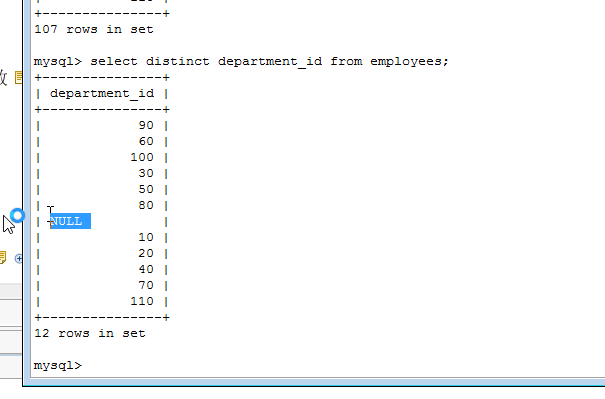 +---------------+
107 rows in set
mysql> select distinct department_id from employees;
+---------------+
| department_id |
+---------------+
|            90 |
|            60 |
|           100 |
|            30 |
|            50 |
|            80 |
| NULL          |
|            10 |
|            20 |
|            40 |
|            70 |
|           110 |
+---------------+
12 rows in set
mysql>